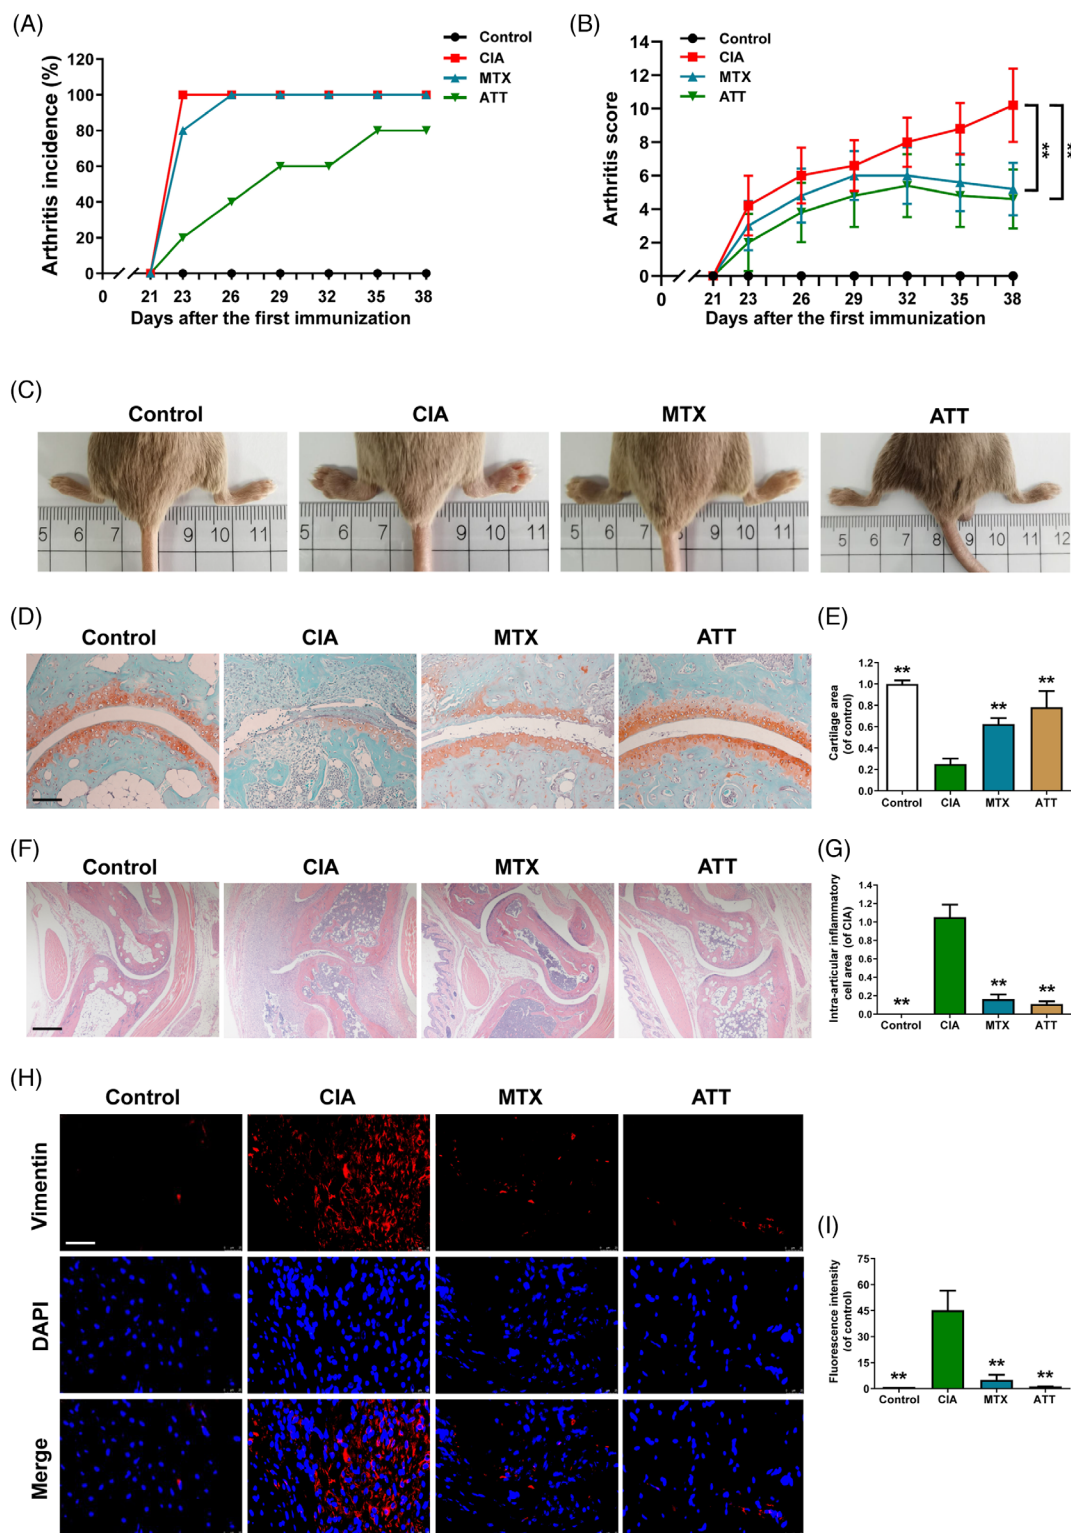 (A)
Control
CIA
MTX
ATT
Arthritis incidence (%)
120
100
80
60
40
20
0
0 21 23 26 29 32 35 38
Days after the first immunization
(B)
Control
CIA
MTX
ATT
Arthritis score
14
12
10
8
6
4
2
0
0 21 23 26 29 32 35 38
Days after the first immunization
**
**
(C)
Control CIA MTX ATT
5 6 7 8 9 10 11
5 6 7 8 9 10 11
5 6 7 8 9 10 11
5 6 7 8 9 10 11 12
(D)
Control CIA MTX ATT
(E)
Cartilage area
(of control)
1.2
1.0
0.8
0.6
0.4
0.2
0.0
** ** **
Control CIA MTX ATT
(F)
Control CIA MTX ATT
(G)
Intra-articular inflammatory
cell area (of CIA)
1.4
1.2
1.0
0.8
0.6
0.4
0.2
0.0
** ** **
Control CIA MTX ATT
(H)
Control CIA MTX ATT
Vimentin
DAPI
Merge
(I)
Fluorescence intensity
(of control)
75
60
45
30
15
0
** ** **
Control CIA MTX ATT